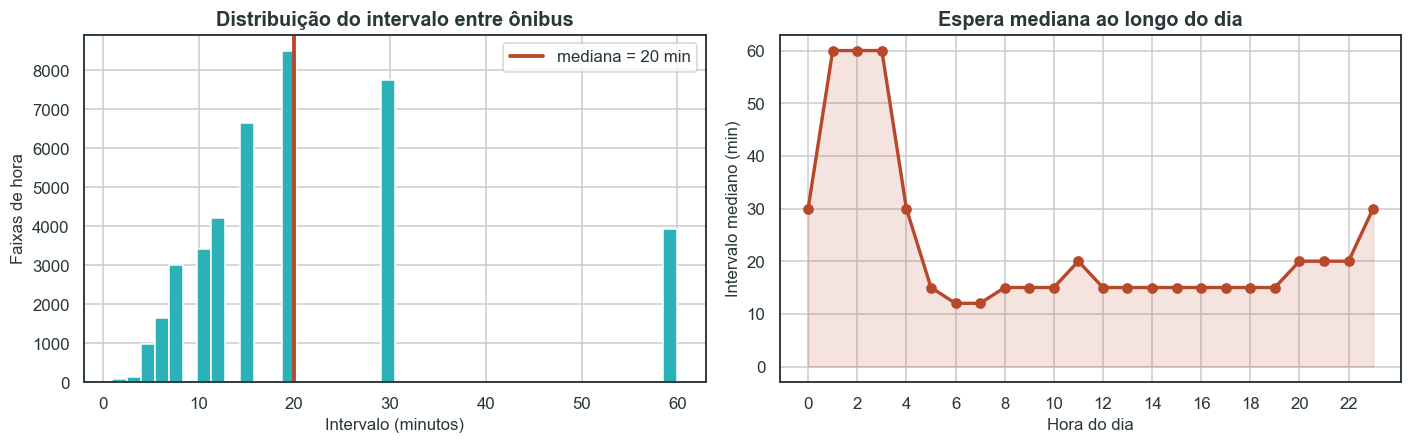 Distribuição do intervalo entre ônibus
mediana = 20 min
Faixas de hora
8000
7000
6000
5000
4000
3000
2000
1000
0
0 10 20 30 40 50 60
Intervalo (minutos)
Espera mediana ao longo do dia
Intervalo mediano (min)
60
50
40
30
20
10
0
0 2 4 6 8 10 12 14 16 18 20 22
Hora do dia